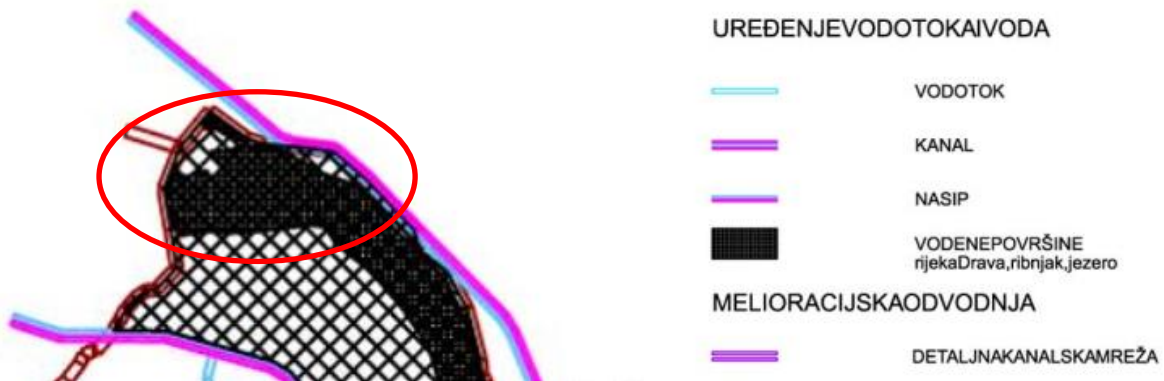 UREĐENJEVODOTOKAIVODA
VODOTOK
KANAL
NASIP
VODENEPOVRŠINE
rijekaDrava,ribnjak,jezero
MELIORACIJSKAODVODNJA
DETALJNAKANALSKAMREŽA